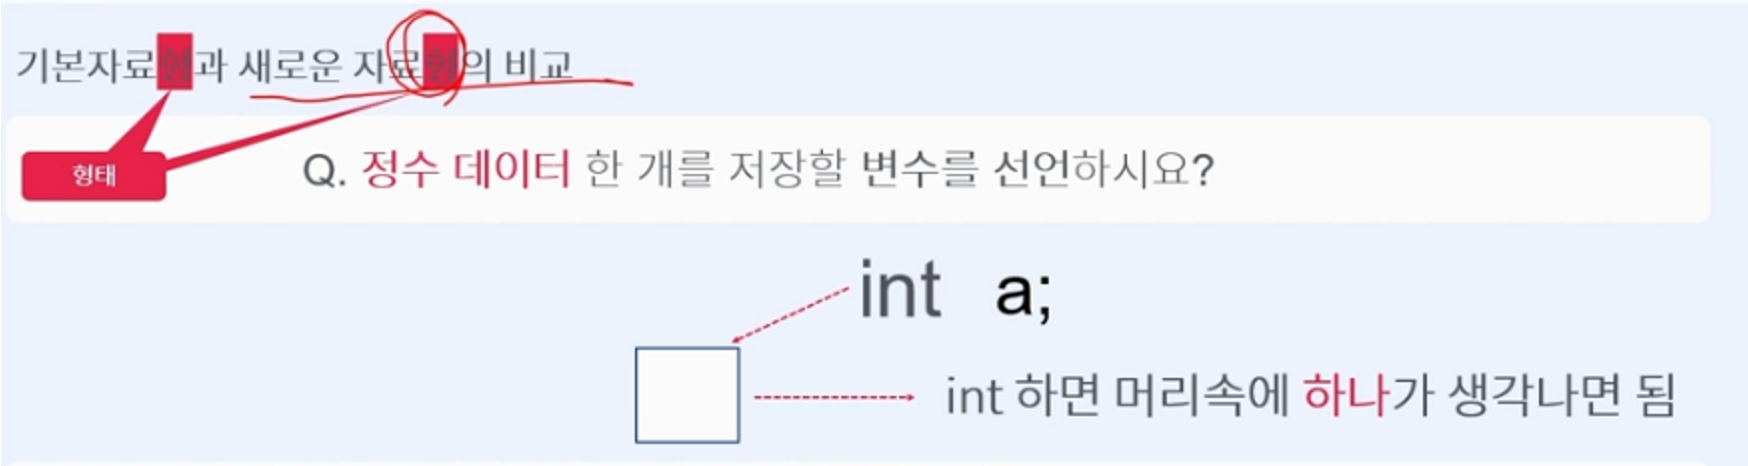 기본자료형과 새로운 자료형의 비교
형태
Q. 정수 데이터 한 개를 저장할 변수를 선언하시요?
int a;
int 하면 머리속에 하나가 생각나면 됨